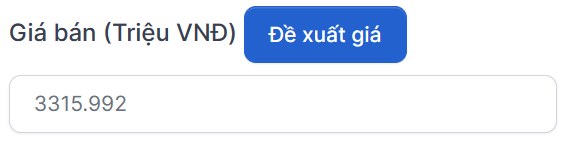 Giá bán (Triệu VNĐ) Đề xuất giá
3315.992